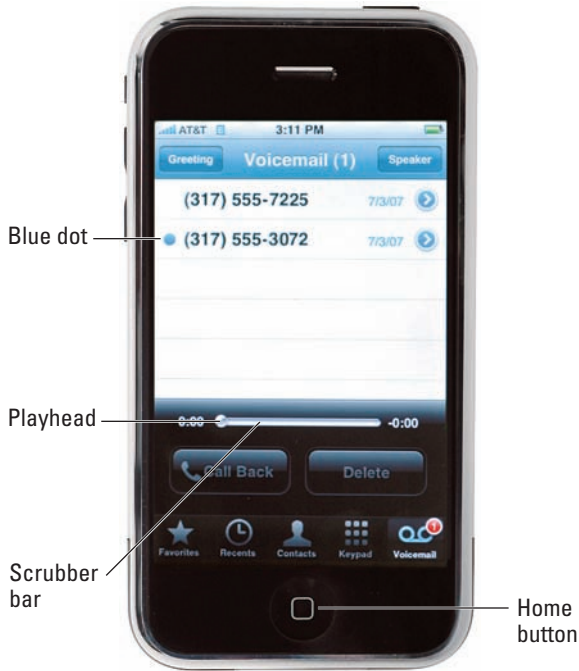 AT&T 3:11 PM
Greeting Voicemail (1) Speaker
(317) 555-7225 7/3/07
Blue dot
(317) 555-3072 7/3/07
Playhead
0:00 -0:00
Call Back Delete
Favorites Recents Contacts Keypad Voicemail
1
Scrubber
bar
Home
button